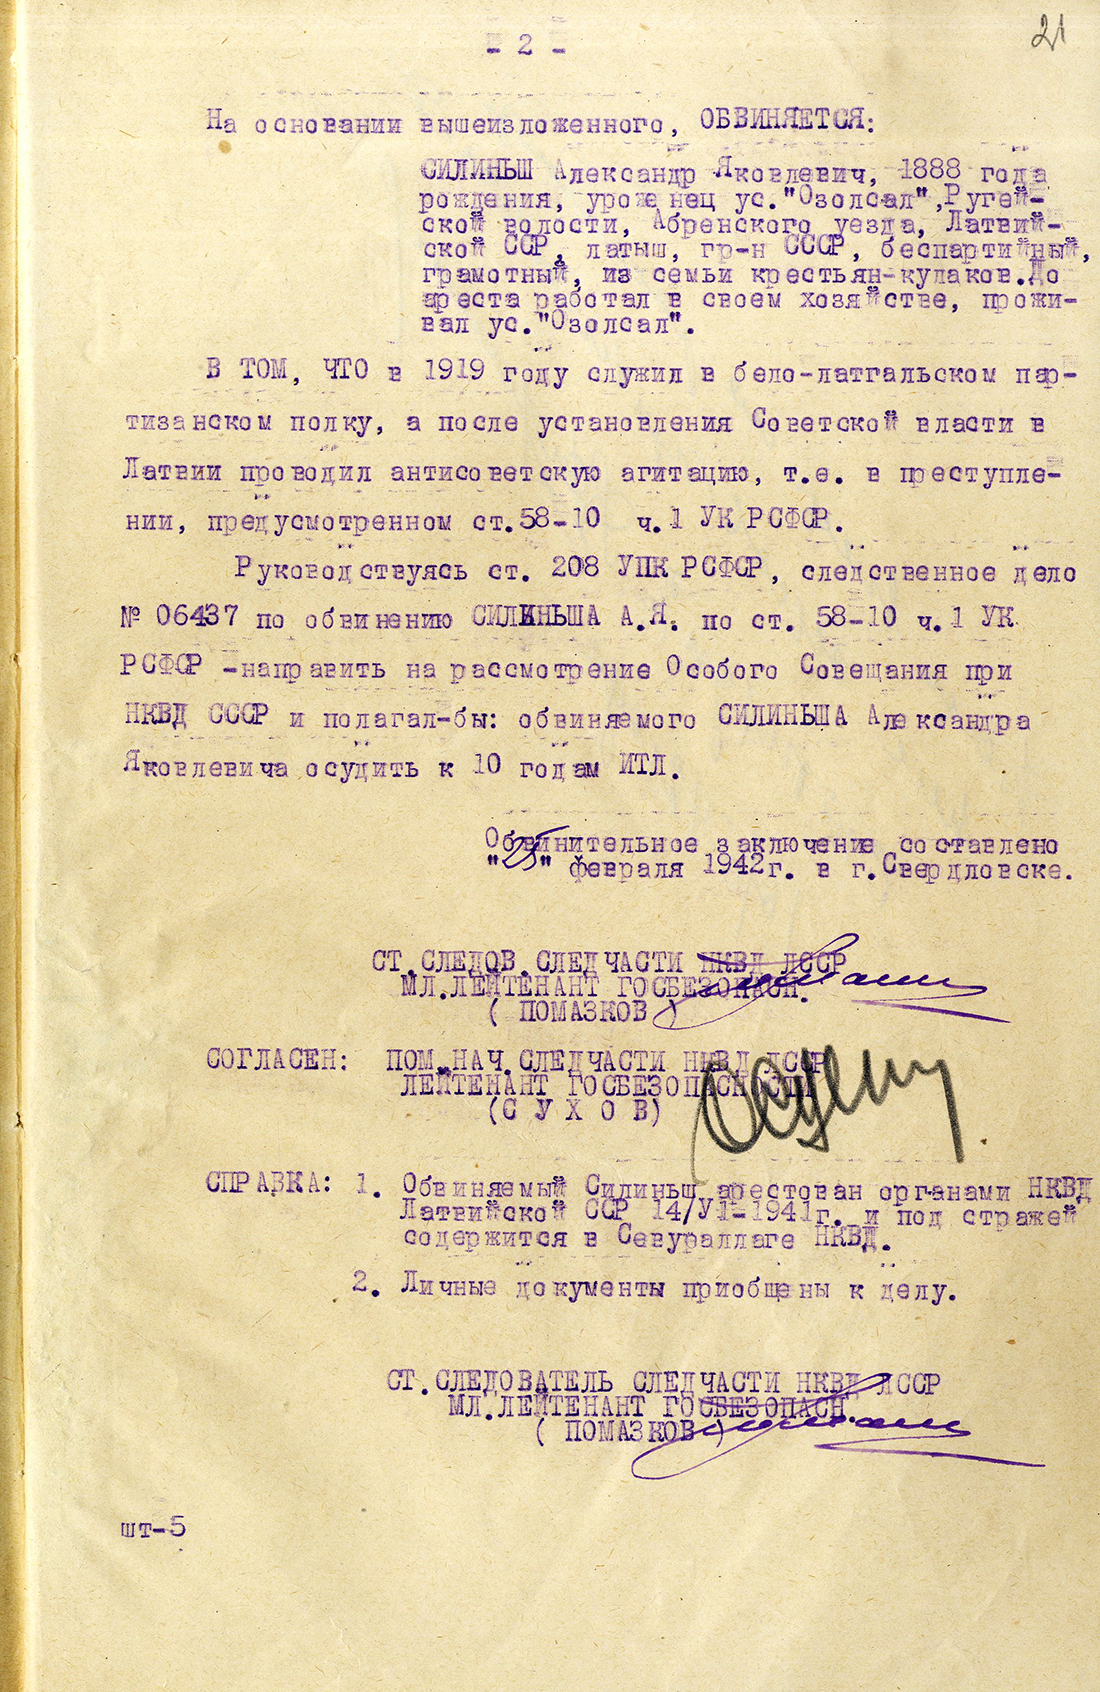 - 2 -
21
На основании вышеизложенного, ОБВИНЯЕТСЯ:
СИЛИНЬШ Александр Яковлевич, 1888 года
рождения, уроженец ус."Озолсал",Ругей-
ской волости, Абренского уезда, Латвий-
ской ССР, латыш, гр-н СССР, беспартийный,
грамотный, из семьи крестьян-кулаков.До
ареста работал в своем хозяйстве, прожи-
вал ус."Озолсал".
В ТОМ, ЧТО в 1919 году служил в бело-латгальском пар-
тизанском полку, а после установления Советской власти в
Латвии проводил антисоветскую агитацию, т.е. в преступле-
нии, предусмотренном ст.58-10 ч.1 УК РСФСР.
Руководствуясь ст. 208 УПК РСФСР, следственное дело
№ 06437 по обвинению СИЛИНЬША А.Я. по ст. 58-10 ч.1 УК
РСФСР -направить на рассмотрение Особого Совещания при
НКВД СССР и полагал-бы: обвиняемого СИЛИНЬША Александра
Яковлевича осудить к 10 годам ИТЛ.
Обвинительное заключение составлено
"25" февраля 1942г. в г.Свердловске.
СТ.СЛЕДОВ.СЛЕДЧАСТИ НКВД ЛССР
МЛ.ЛЕЙТЕНАНТ ГОСБЕЗОПАСН.
( ПОМАЗКОВ )
СОГЛАСЕН: ПОМ.НАЧ.СЛЕДЧАСТИ НКВД ЛССР
ЛЕЙТЕНАНТ ГОСБЕЗОПАСНОСТИ
(С У Х О В)
СПРАВКА: 1. Обвиняемый Силиньш арестован органами НКВД
Латвийской ССР 14/У1-1941г. и под стражей
содержится в Севураллаге НКВД.
2. Личные документы приобщены к делу.
СТ.СЛЕДОВАТЕЛЬ СЛЕДЧАСТИ НКВД ЛССР
МЛ.ЛЕЙТЕНАНТ ГОСБЕЗОПАСН.
( ПОМАЗКОВ )
шт-5